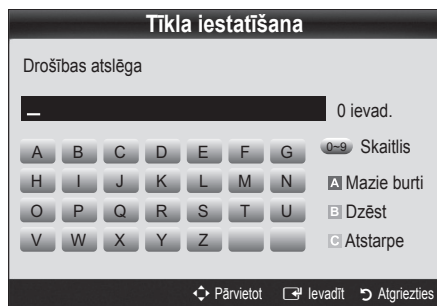 Tīkla iestatīšana
Drošības atslēga
_ 0 ievad.
A B C D E F G 0~9 Skaitlis
H I J K L M N A Mazie burti
O P Q R S T U B Dzēst
V W X Y Z C Atstarpe
Pārvietot Ievadīt Atgriezties